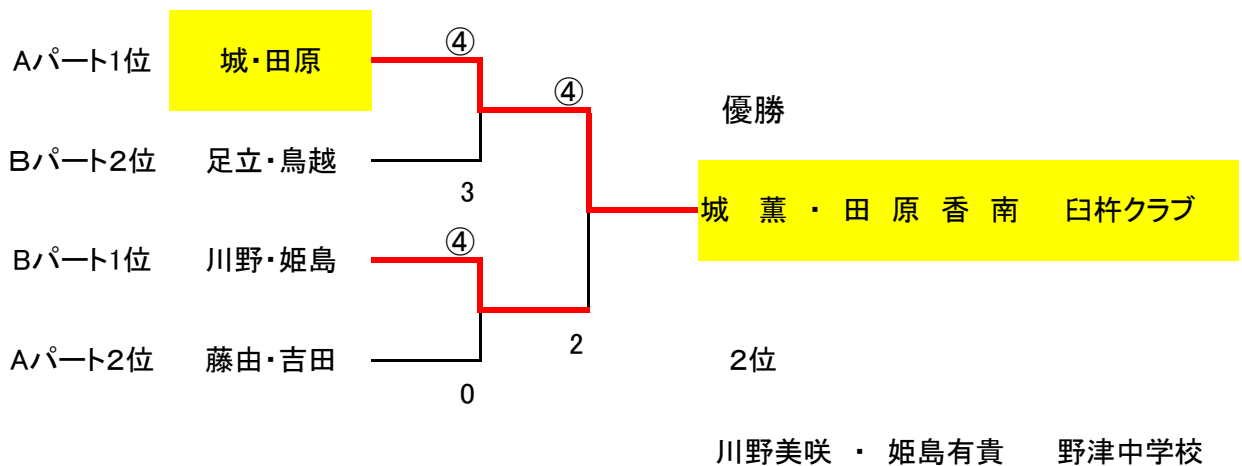 ④
Aパート1位 城・田原
④
優勝
Bパート2位 足立・鳥越
3
城 薫 ・ 田 原 香 南 臼杵クラブ
④
Bパート1位 川野・姫島
2
Aパート2位 藤由・吉田 2位
0
川野美咲 ・ 姫島有貴 野津中学校